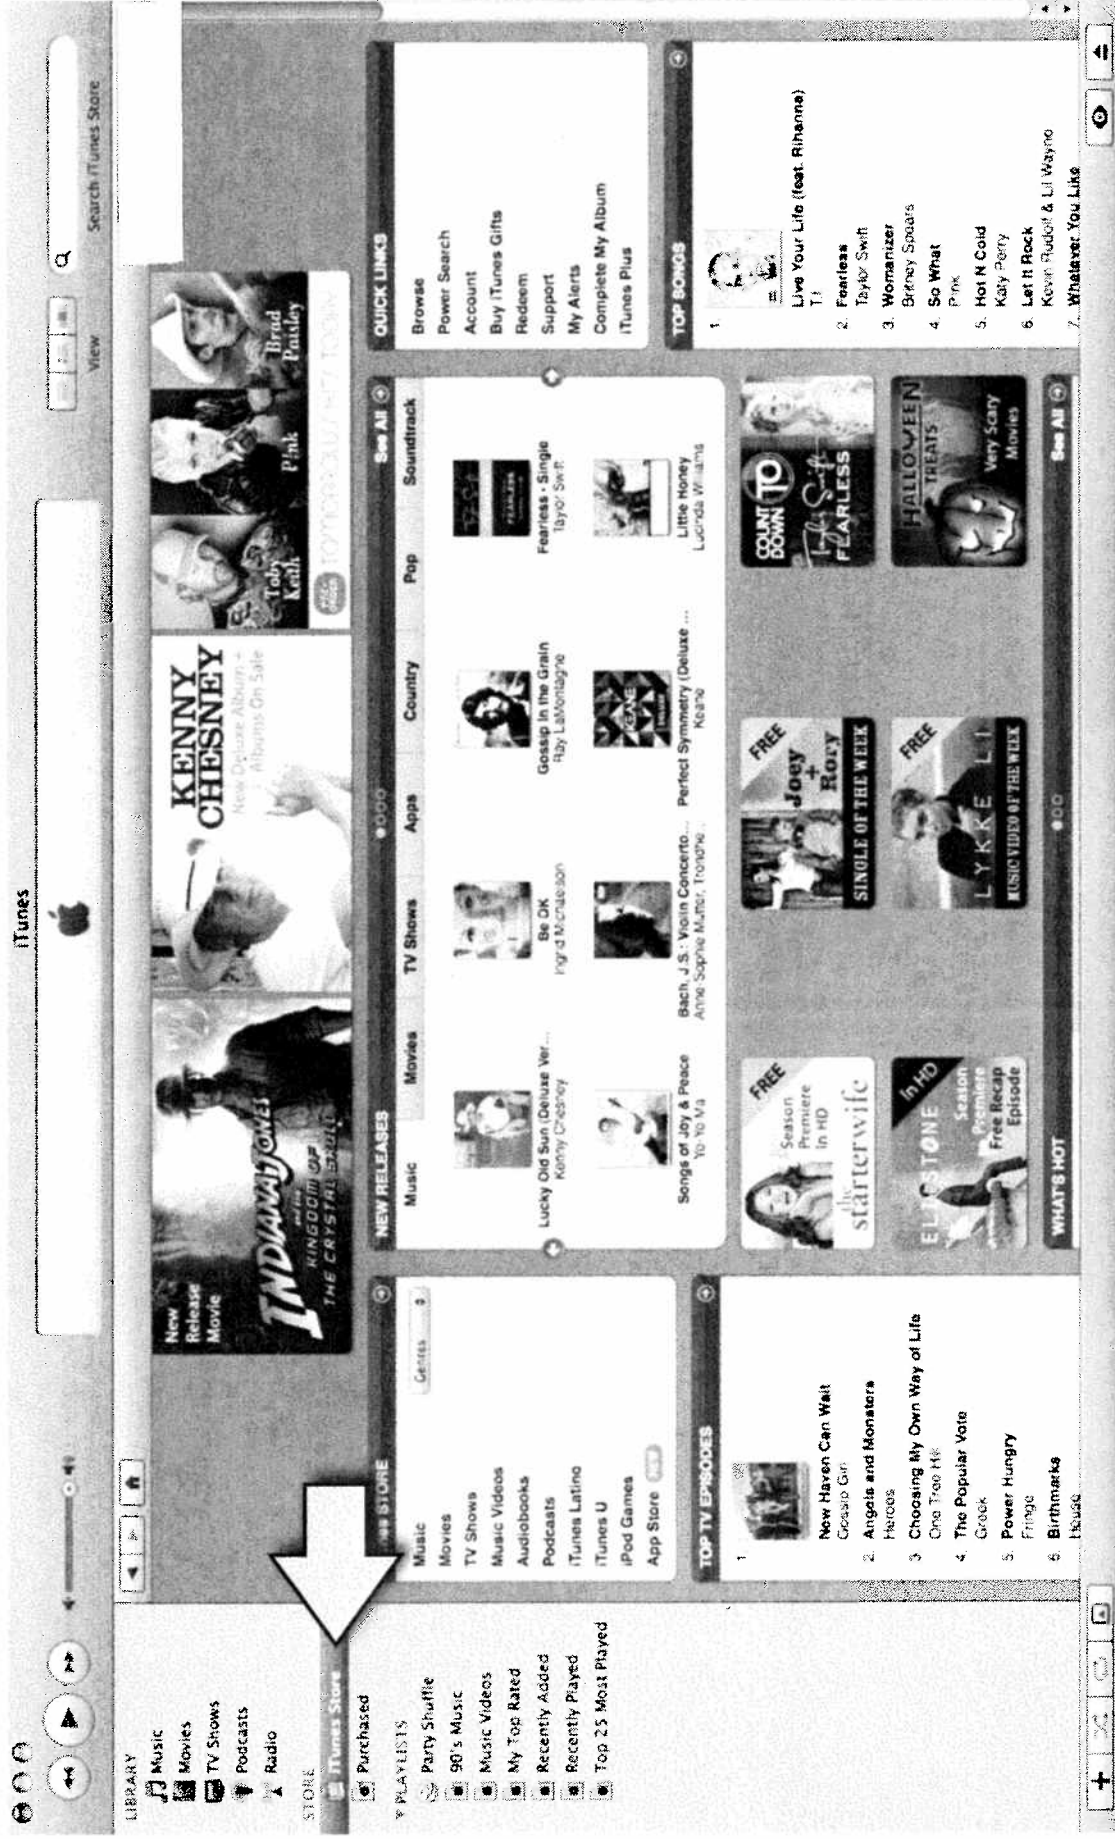 iTunes
View
Search iTunes Store
LIBRARY
Music
Movies
TV Shows
Podcasts
Radio
STORE
iTunes Store
Purchased
PLAYLISTS
Party Shuffle
90's Music
Music Videos
My Top Rated
Recently Added
Recently Played
Top 25 Most Played
New
Release
Movie
INDIANA JONES
and the
KINGDOM OF
THE CRYSTAL SKULL
KENNY
CHESNEY
New Deluxe Album +
Albums On Sale
Toby
Keith
P!nk
Brad
Paisley
STORE
Music
Genres
Movies
TV Shows
Music Videos
Audiobooks
Podcasts
iTunes Latino
iTunes U
iPod Games
App Store NEW
TOP TV EPISODES
1
New Haven Can Wait
Gossip Girl
2. Angels and Monsters
Heroes
3 Choosing My Own Way of Life
One Tree Hill
4. The Popular Vote
Greek
5. Power Hungry
Fringe
6. Birthmarks
House
NEW RELEASES
See All
Music Movies TV Shows Apps Country Pop Soundtrack
Lucky Old Sun (Deluxe Ver...
Kenny Chesney
Be OK
Ingrid Michaelson
Gossip In the Grain
Ray LaMontagne
Fearless - Single
Taylor Swift
Songs of Joy & Peace
Yo-Yo Ma
Bach, J.S.: Violin Concerto...
Anne-Sophie Mutter, Trondhe...
Perfect Symmetry (Deluxe ...
Keane
Little Honey
Lucinda Williams
FREE
Season
Premiere
In HD
the
starterwife
FREE
Joey
+
Rory
SINGLE OF THE WEEK
COUNT
DOWN TO
Taylor Swift
FEARLESS
In HD
ELI STONE
Season
Premiere
Free Recap
Episode
FREE
LYKKE LI
MUSIC VIDEO OF THE WEEK
HALLOWEEN
TREATS
Very Scary
Movies
WHAT'S HOT
See All
QUICK LINKS
Browse
Power Search
Account
Buy iTunes Gifts
Redeem
Support
My Alerts
Complete My Album
iTunes Plus
TOP SONGS
1.
Live Your Life (feat. Rihanna)
T.I.
2. Fearless
Taylor Swift
3. Womanizer
Britney Spears
4. So What
P!nk
5. Hot N Cold
Katy Perry
6. Let It Rock
Kevin Rudolf & Lil Wayne
7. Whatever You Like